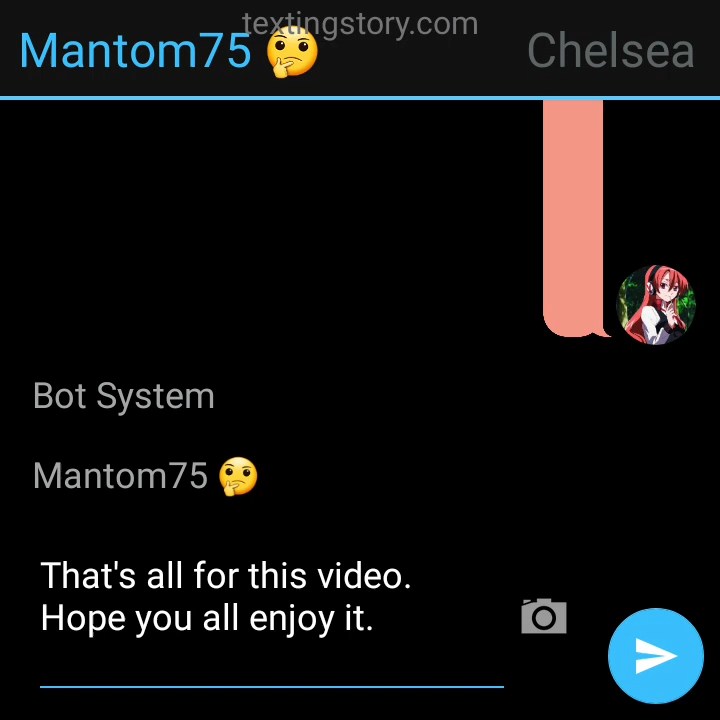 textingstory.com
Mantom75 🤔 Chelsea
Bot System
Mantom75 🤔
That's all for this video.
Hope you all enjoy it.